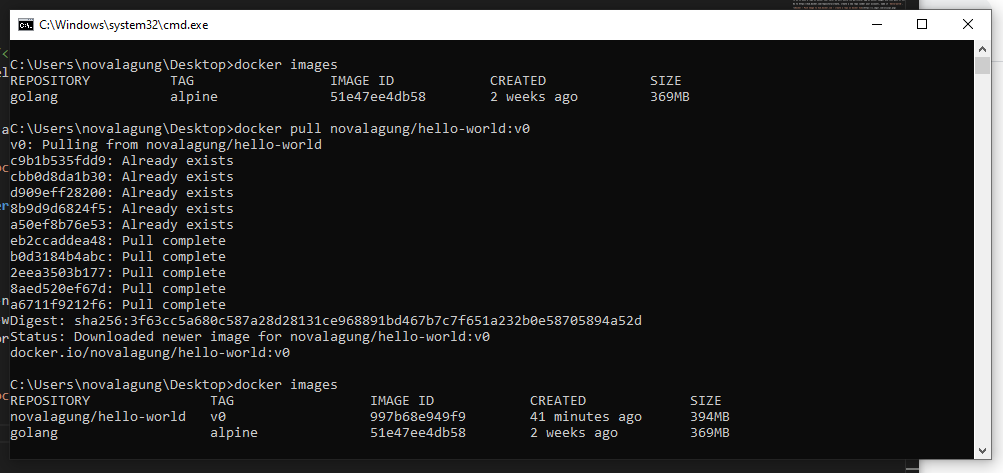 C:\Windows\system32\cmd.exe
C:\Users\novalagung\Desktop>docker images
REPOSITORY TAG IMAGE ID CREATED SIZE
golang alpine 51e47ee4db58 2 weeks ago 369MB
C:\Users\novalagung\Desktop>docker pull novalagung/hello-world:v0
v0: Pulling from novalagung/hello-world
c9b1b535fdd9: Already exists
cbb0d8da1b30: Already exists
d909eff28200: Already exists
8b9d9d6824f5: Already exists
a50ef8b76e53: Already exists
eb2ccaddea48: Pull complete
b0d3184b4abc: Pull complete
2eea3503b177: Pull complete
8aed520ef67d: Pull complete
a6711f9212f6: Pull complete
Digest: sha256:3f63cc5a680c587a28d28131ce968891bd467b7c7f651a232b0e58705894a52d
Status: Downloaded newer image for novalagung/hello-world:v0
docker.io/novalagung/hello-world:v0
C:\Users\novalagung\Desktop>docker images
REPOSITORY TAG IMAGE ID CREATED SIZE
novalagung/hello-world v0 997b68e949f9 41 minutes ago 394MB
golang alpine 51e47ee4db58 2 weeks ago 369MB